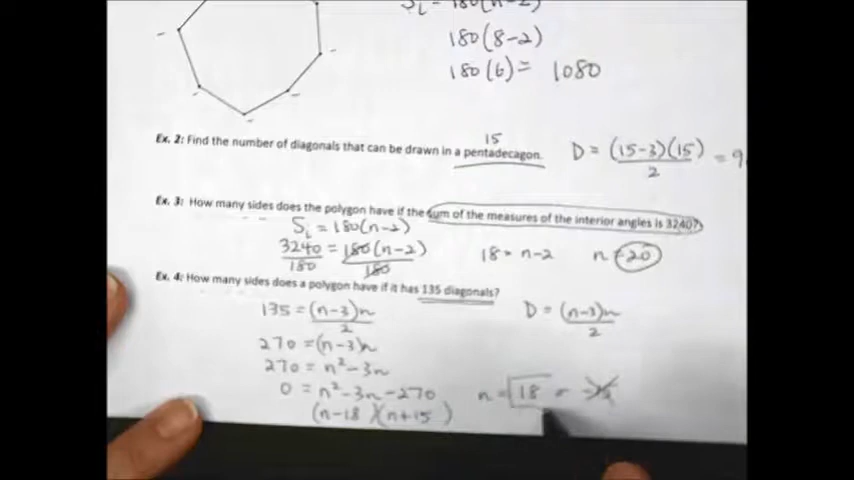 180(8-2)
180(6) = 1080
15
Ex. 2: Find the number of diagonals that can be drawn in a pentadecagon.
D = (15-3)(15)
2
= 9
Ex. 3: How many sides does the polygon have if the sum of the measures of the interior angles is 3240?
Si = 180(n-2)
3240 = 180(n-2)
180 180
18 = n-2
n = 20
Ex. 4: How many sides does a polygon have if it has 135 diagonals?
135 = (n-3)n
2
D = (n-3)n
2
270 = (n-3)n
270 = n²-3n
0 = n²-3n-270
n = 18 or
(n-18)(n+15)